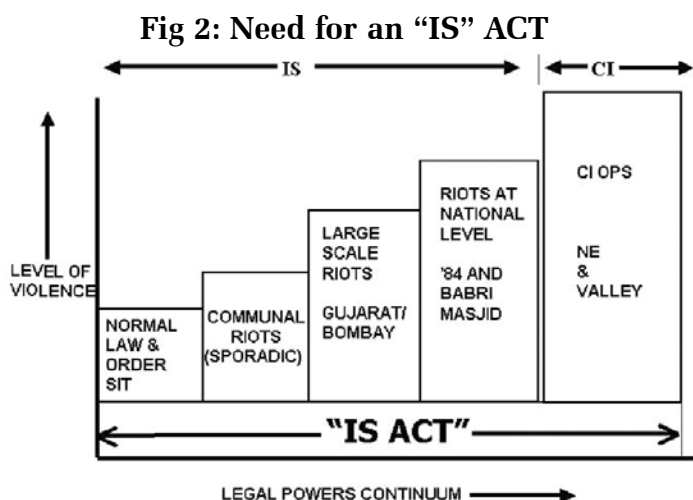 Fig 2: Need for an “IS” ACT
IS
CI
LEVEL OF
VIOLENCE
NORMAL
LAW &
ORDER
SIT
COMMUNAL
RIOTS
(SPORADIC)
LARGE
SCALE
RIOTS
GUJARAT/
BOMBAY
RIOTS AT
NATIONAL
LEVEL
'84 AND
BABRI
MASJID
CI OPS
NE
&
VALLEY
“IS ACT”
LEGAL POWERS CONTINUUM